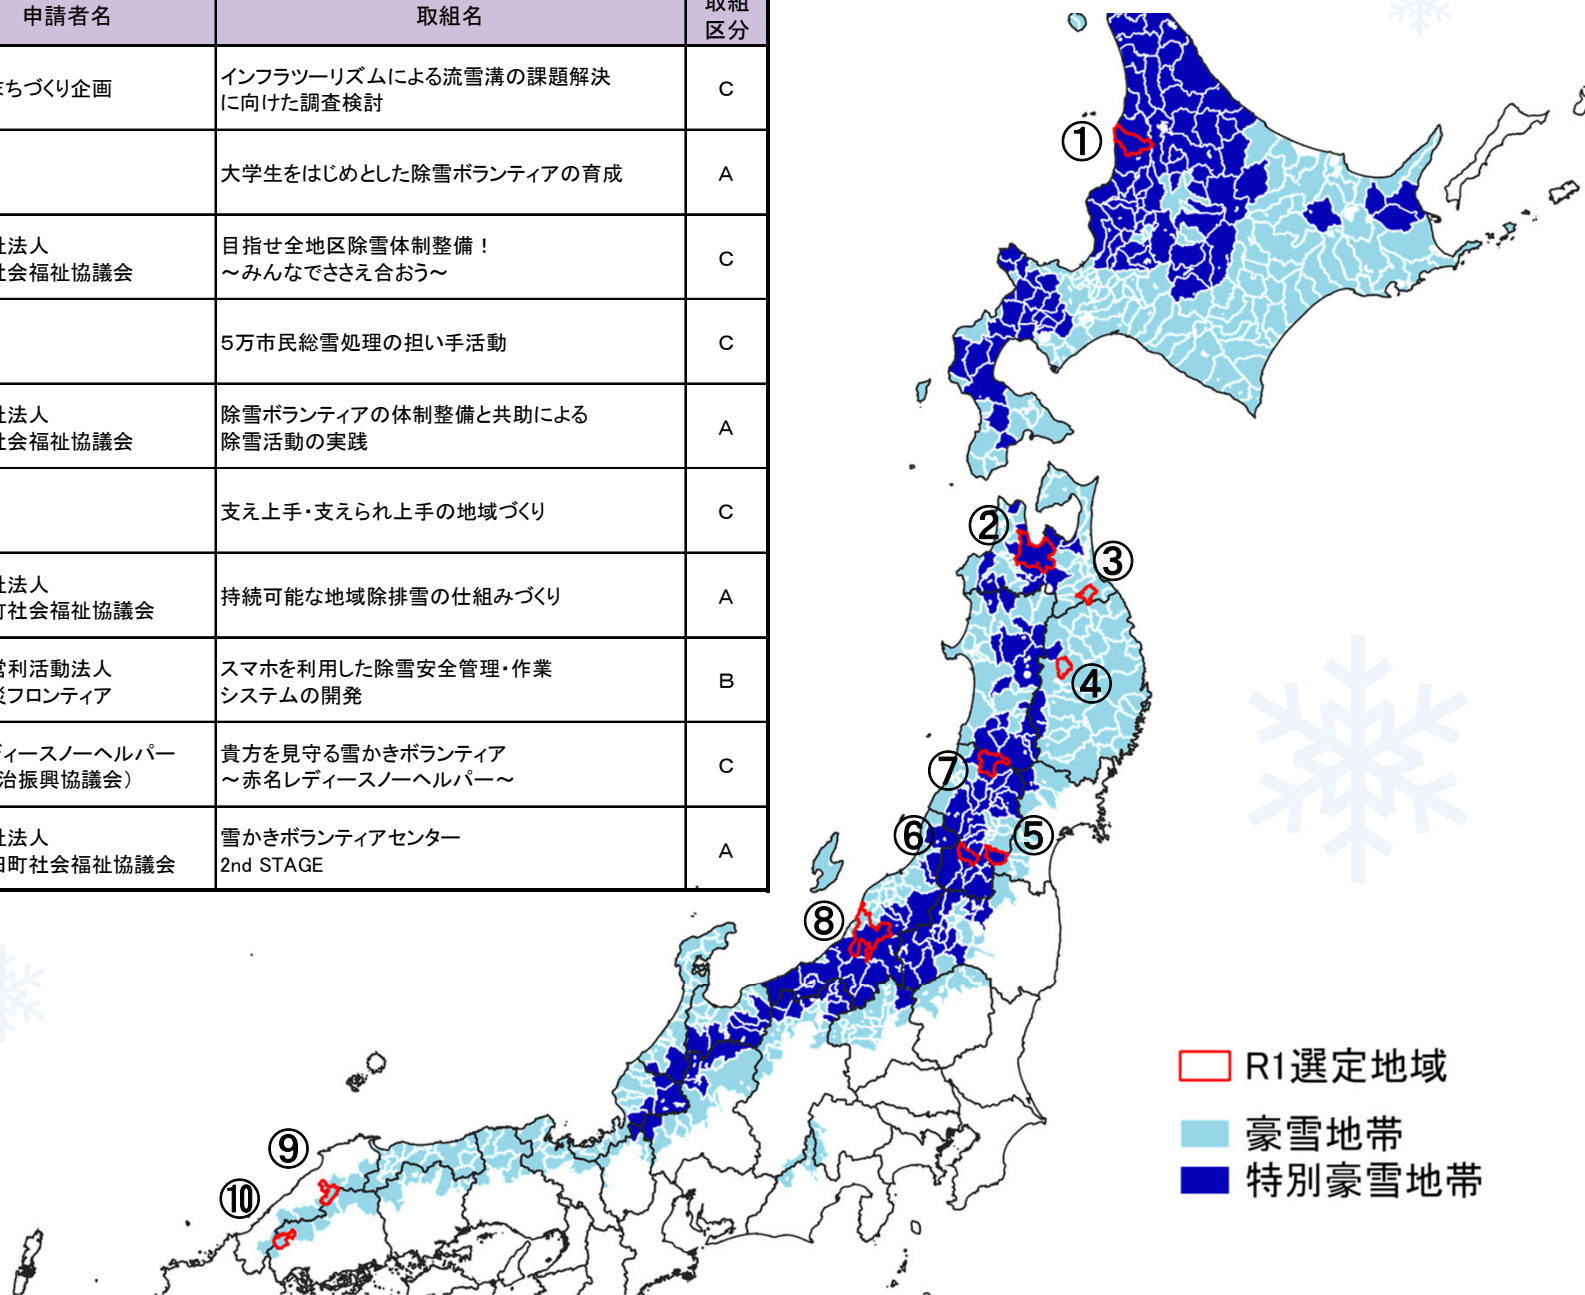 申請者名
取組名
取組
区分
まちづくり企画
インフラツーリズムによる流雪溝の課題解決
に向けた調査検討
C
大学生をはじめとした除雪ボランティアの育成
A
社法人
社会福祉協議会
目指せ全地区除雪体制整備！
～みんなでささえ合おう～
C
5万市民総雪処理の担い手活動
C
社法人
社会福祉協議会
除雪ボランティアの体制整備と共助による
除雪活動の実践
A
支え上手・支えられ上手の地域づくり
C
社法人
町社会福祉協議会
持続可能な地域除排雪の仕組みづくり
A
営利活動法人
災フロンティア
スマホを利用した除雪安全管理・作業
システムの開発
B
ディースノーヘルパー
治振興協議会）
貴方を見守る雪かきボランティア
～赤名レディースノーヘルパー～
C
社法人
田町社会福祉協議会
雪かきボランティアセンター
2nd STAGE
A
①
②
③
④
⑦
⑥
⑤
⑧
⑨
⑩
R1選定地域
豪雪地帯
特別豪雪地帯